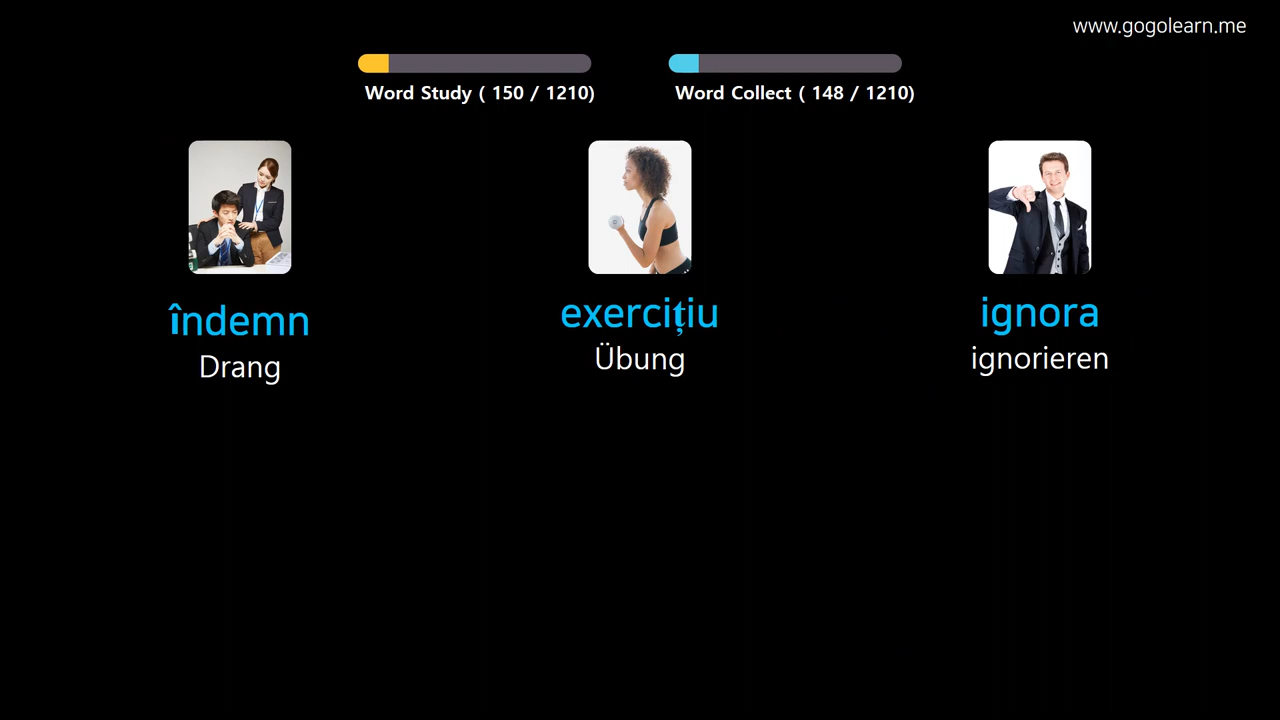 www.gogolearn.me
Word Study ( 150 / 1210)
Word Collect ( 148 / 1210)
îndemn
Drang
exercițiu
Übung
ignora
ignorieren